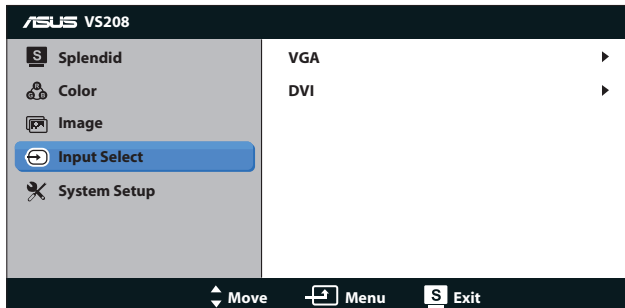 ASUS VS208
S Splendid
Color
Image
Input Select
System Setup
VGA
DVI
Move Menu S Exit